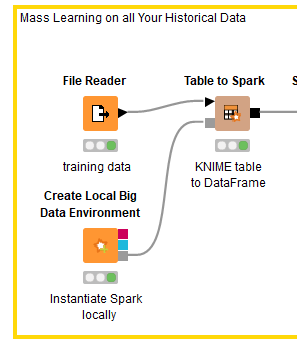 Mass Learning on all Your Historical Data
File Reader
Table to Spark
S
training data
KNIME table
to DataFrame
Create Local Big
Data Environment
Instantiate Spark
locally